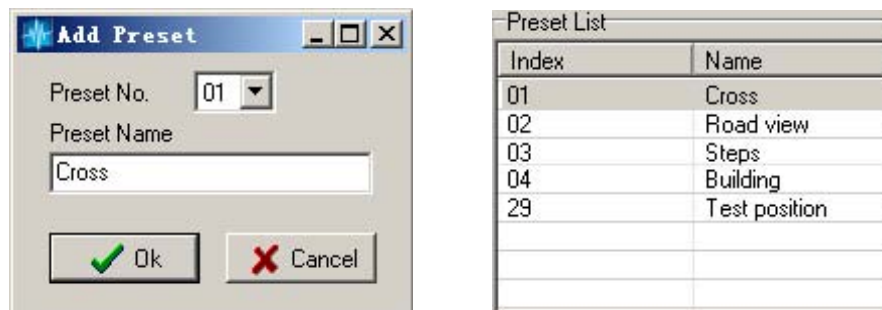 Add Preset
Preset No. 01
Preset Name
Cross
Ok Cancel
Preset List
Index Name
01 Cross
02 Road view
03 Steps
04 Building
29 Test position